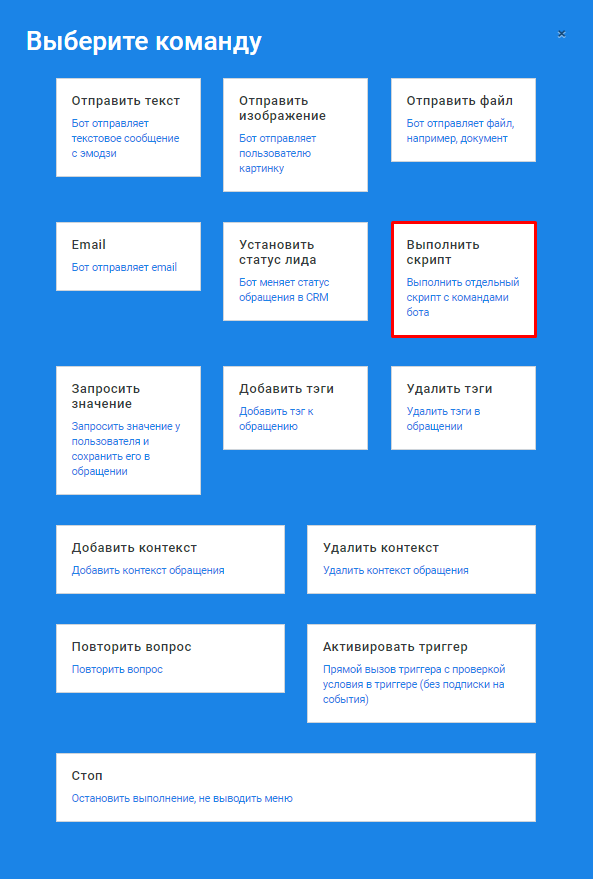 Выберите команду
×
Отправить текст
Бот отправляет
текстовое сообщение
с эмодзи
Отправить
изображение
Бот отправляет
пользователю
картинку
Отправить файл
Бот отправляет файл,
например, документ
Email
Бот отправляет email
Установить
статус лида
Бот меняет статус
обращения в CRM
Выполнить
скрипт
Выполнить отдельный
скрипт с командами
бота
Запросить
значение
Запросить значение у
пользователя и
сохранить его в
обращении
Добавить тэги
Добавить тэг к
обращению
Удалить тэги
Удалить тэги в
обращении
Добавить контекст
Добавить контекст обращения
Удалить контекст
Удалить контекст обращения
Повторить вопрос
Повторить вопрос
Активировать триггер
Прямой вызов триггера с проверкой
условия в триггере (без подписки на
события)
Стоп
Остановить выполнение, не выводить меню